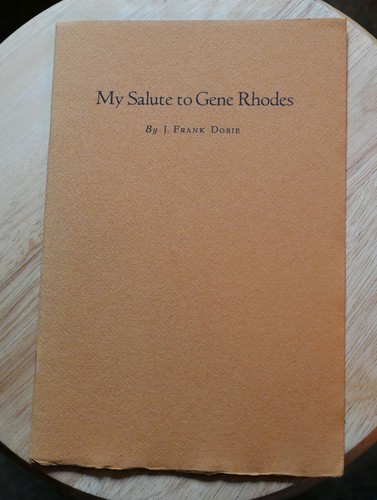 My Salute to Gene Rhodes
By J. FRANK DOBIE